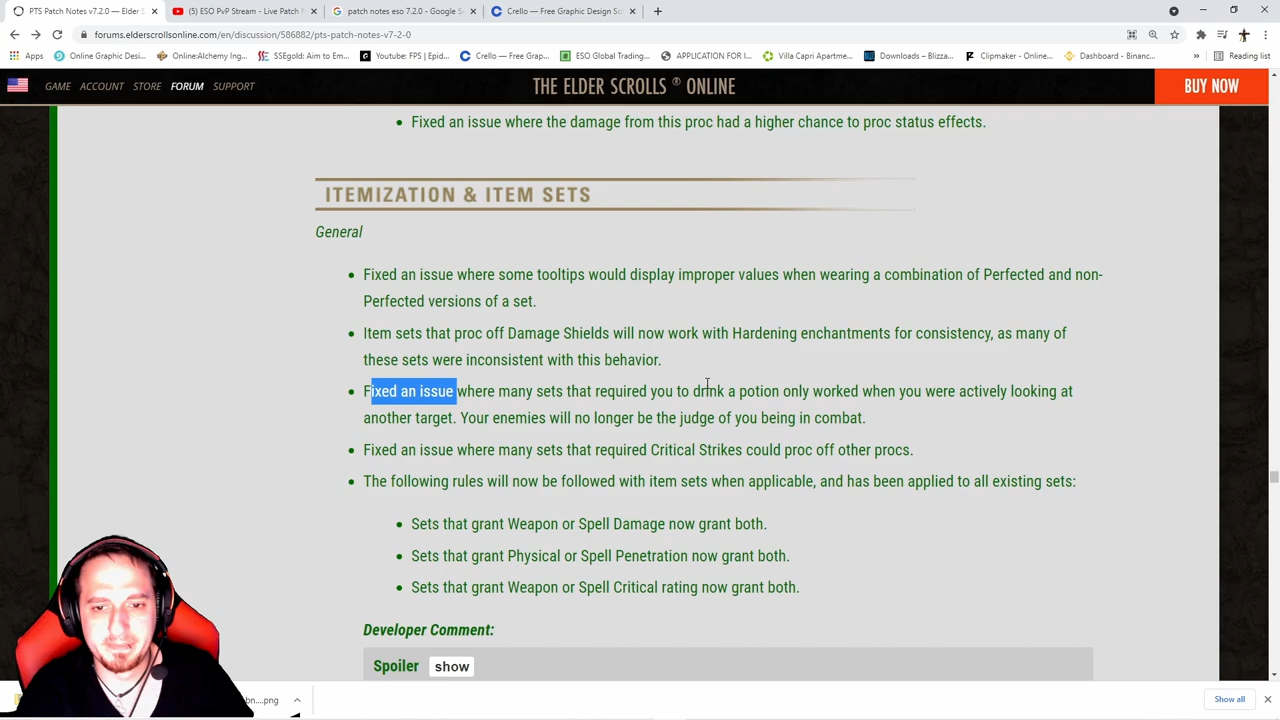 PTS Patch Notes v7.2.0 — Elder S
(5) ESO PvP Stream - Live Patch N
patch notes eso 7.2.0 - Google Se
Crello — Free Graphic Design So
forums.elderscrollsonline.com/en/discussion/586882/pts-patch-notes-v7-2-0
Apps
Online Graphic Desi...
Online:Alchemy Ing...
SSEgold: Aim to Em...
Youtube: FPS | Epid...
Crello — Free Grap...
ESO Global Trading...
APPLICATION FOR I...
Villa Capri Apartme...
Downloads – Blizza...
Clipmaker - Online...
Dashboard - Binanc...
»
Reading list
GAME ACCOUNT STORE FORUM SUPPORT
THE ELDER SCROLLS ® ONLINE
BUY NOW
• Fixed an issue where the damage from this proc had a higher chance to proc status effects.
ITEMIZATION & ITEM SETS
General
• Fixed an issue where some tooltips would display improper values when wearing a combination of Perfected and non-
Perfected versions of a set.
• Item sets that proc off Damage Shields will now work with Hardening enchantments for consistency, as many of
these sets were inconsistent with this behavior.
• Fixed an issue where many sets that required you to drink a potion only worked when you were actively looking at
another target. Your enemies will no longer be the judge of you being in combat.
• Fixed an issue where many sets that required Critical Strikes could proc off other procs.
• The following rules will now be followed with item sets when applicable, and has been applied to all existing sets:
• Sets that grant Weapon or Spell Damage now grant both.
• Sets that grant Physical or Spell Penetration now grant both.
• Sets that grant Weapon or Spell Critical rating now grant both.
Developer Comment:
Spoiler show
bn....png
Show all